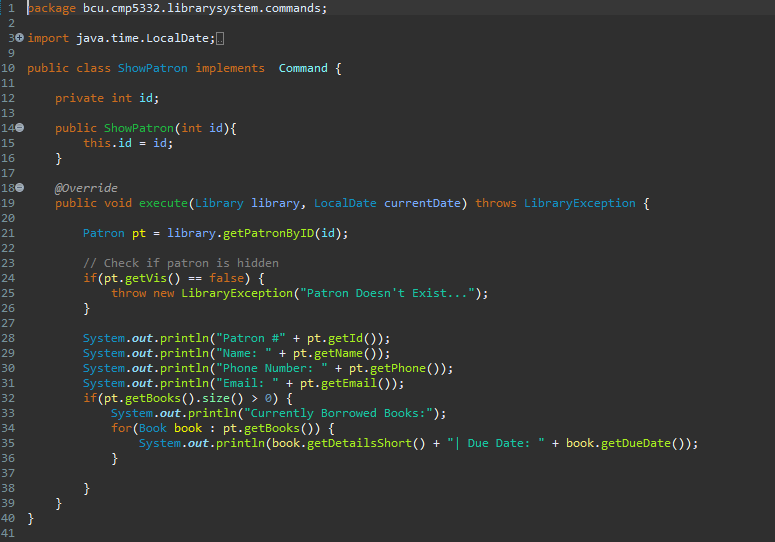 1 package bcu.cmp5332.librarysystem.commands;
2
3 import java.time.LocalDate;
9
10 public class ShowPatron implements  Command {
11
12     private int id;
13
14     public ShowPatron(int id){
15         this.id = id;
16     }
17
18     @Override
19     public void execute(Library library, LocalDate currentDate) throws LibraryException {
20
21         Patron pt = library.getPatronByID(id);
22
23         // Check if patron is hidden
24         if(pt.getVis() == false) {
25             throw new LibraryException("Patron Doesn't Exist...");
26         }
27
28         System.out.println("Patron #" + pt.getId());
29         System.out.println("Name: " + pt.getName());
30         System.out.println("Phone Number: " + pt.getPhone());
31         System.out.println("Email: " + pt.getEmail());
32         if(pt.getBooks().size() > 0) {
33             System.out.println("Currently Borrowed Books:");
34             for(Book book : pt.getBooks()) {
35                 System.out.println(book.getDetailsShort() + "| Due Date: " + book.getDueDate());
36             }
37
38         }
39     }
40 }
41